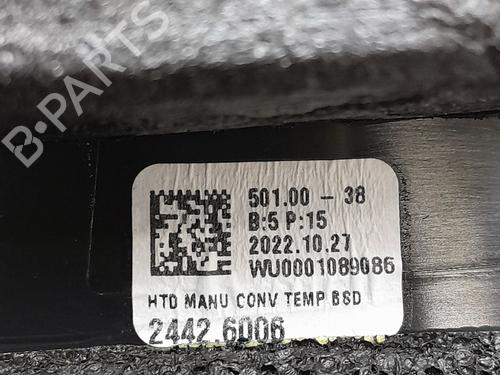 B-PARTS
501.00 - 38
B:5 P:15
2022.10.27
WU0001089086
HTD MANU CONV TEMP BSD
2442.6006